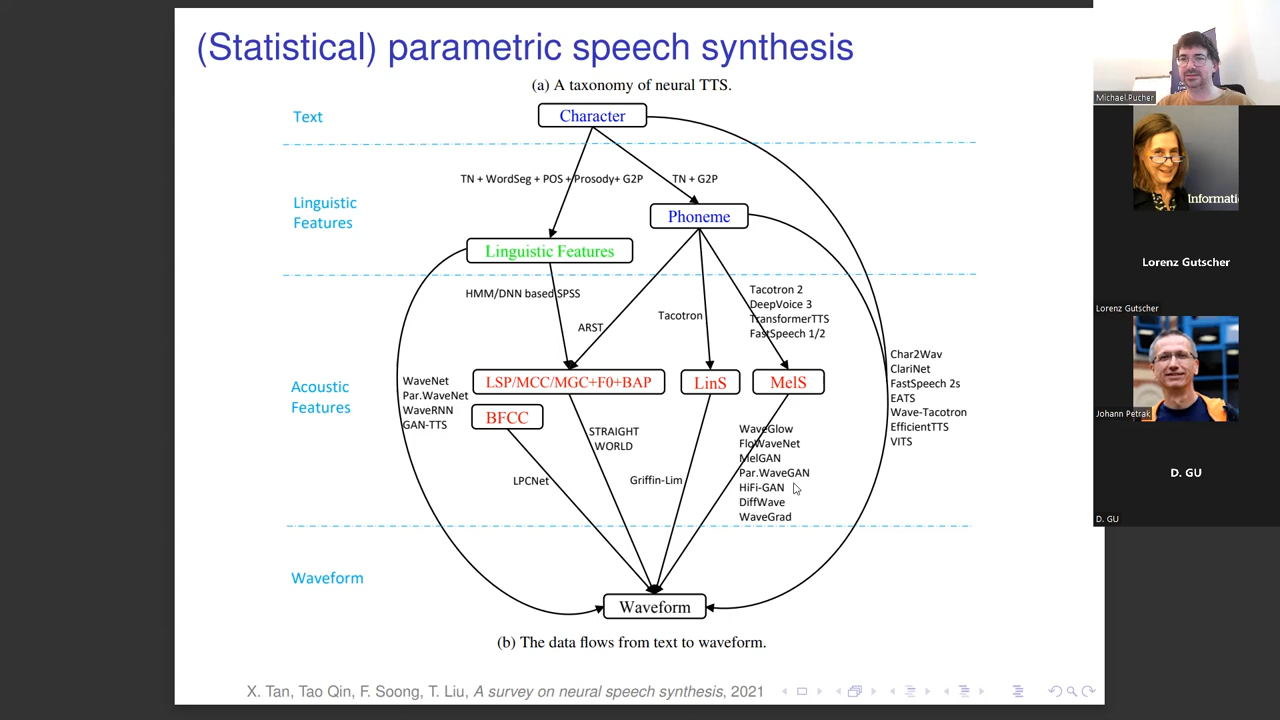 (Statistical) parametric speech synthesis
(a) A taxonomy of neural TTS.
Text
Character
TN + WordSeg + POS + Prosody+ G2P
TN + G2P
Linguistic
Features
Phoneme
Linguistic Features
HMM/DNN based SPSS
ARST
Tacotron
Tacotron 2
DeepVoice 3
TransformerTTS
FastSpeech 1/2
Acoustic
Features
WaveNet
Par.WaveNet
WaveRNN
GAN-TTS
LSP/MCC/MGC+F0+BAP
LinS
MelS
BFCC
Char2Wav
ClariNet
FastSpeech 2s
EATS
Wave-Tacotron
EfficientTTS
VITS
LPCNet
STRAIGHT
WORLD
Griffin-Lim
WaveGlow
FloWaveNet
MelGAN
Par.WaveGAN
HiFi-GAN
DiffWave
WaveGrad
Waveform
Waveform
(b) The data flows from text to waveform.
X. Tan, Tao Qin, F. Soong, T. Liu, A survey on neural speech synthesis, 2021
Michael Pucher
Lorenz Gutscher
Lorenz Gutscher
Johann Petrak
D. GU
D. GU